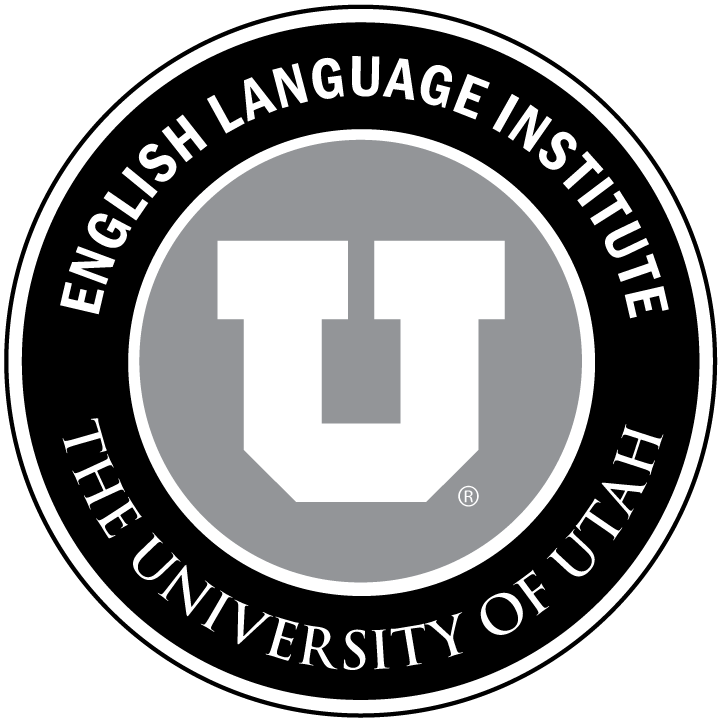 ENGLISH LANGUAGE INSTITUTE
U
®
THE UNIVERSITY OF UTAH